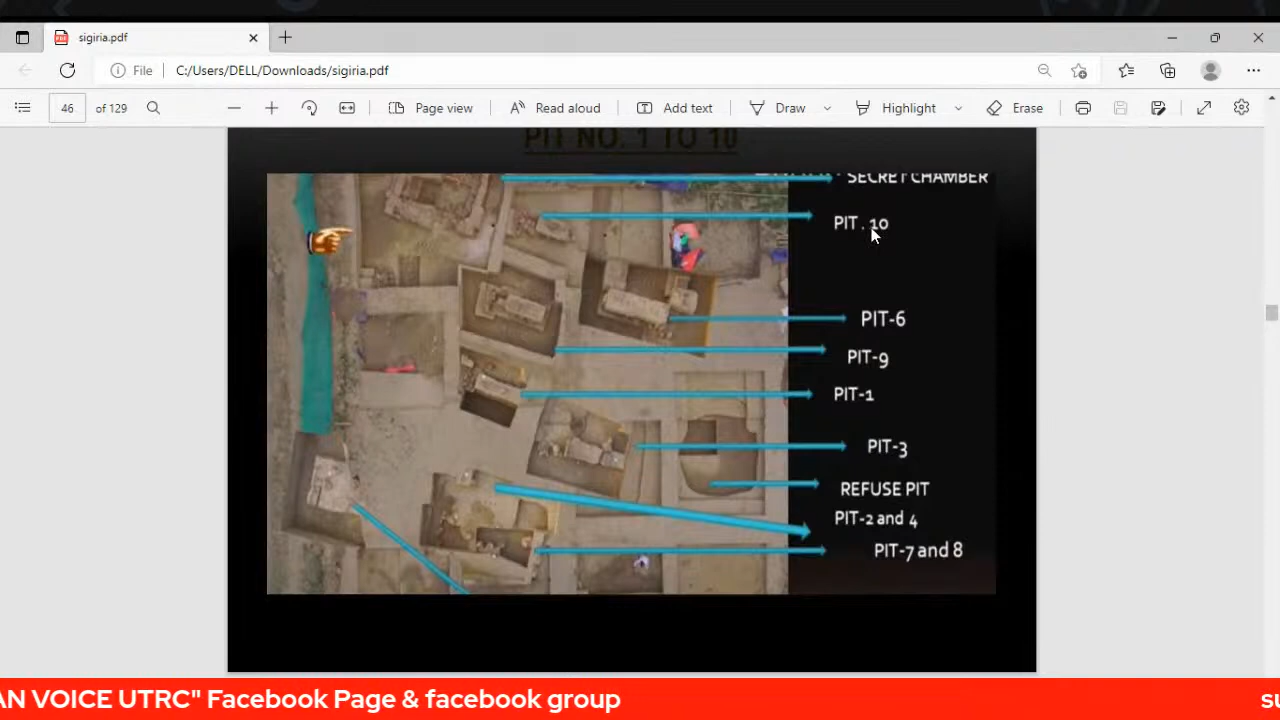 sigiria.pdf
File
C:/Users/DELL/Downloads/sigiria.pdf
46 of 129
Page view
Read aloud
Add text
Draw
Highlight
Erase
PIT NO. 1 TO 10
SECRET CHAMBER
PIT . 10
PIT-6
PIT-9
PIT-1
PIT-3
REFUSE PIT
PIT-2 and 4
PIT-7 and 8
AN VOICE UTRC" Facebook Page & facebook group